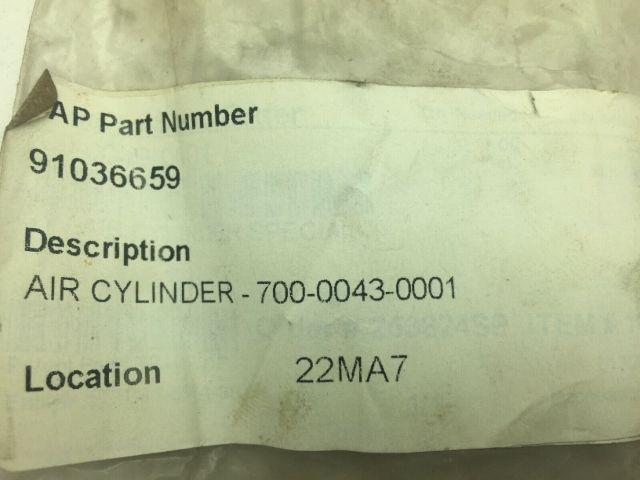 AP Part Number
91036659
Description
AIR CYLINDER - 700-0043-0001
Location 22MA7